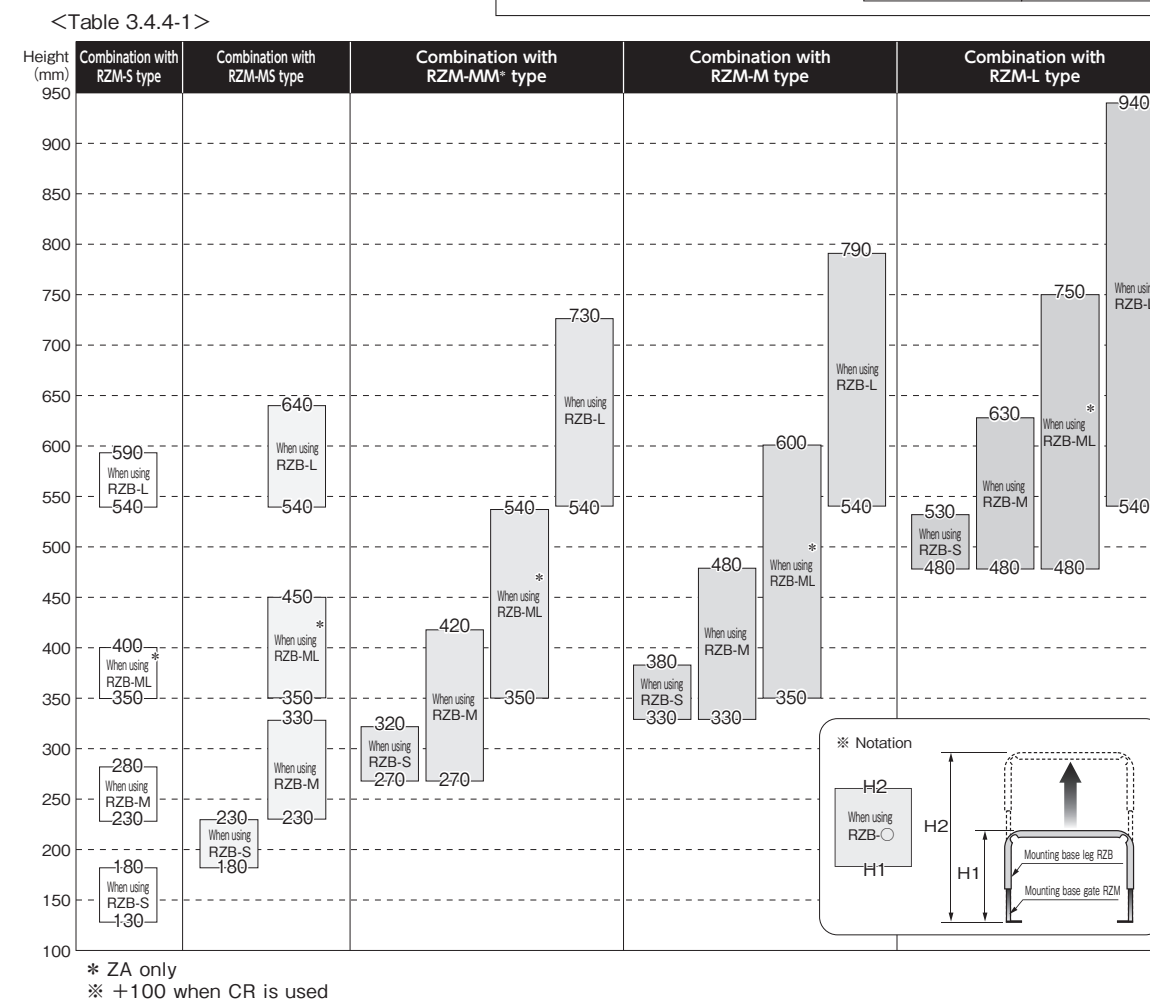 <Table 3.4.4-1>
Height
(mm)
Combination with
RZM-S type
Combination with
RZM-MS type
Combination with
RZM-MM* type
Combination with
RZM-M type
Combination with
RZM-L type
950
900
850
800
750
700
650
600
550
500
450
400
350
300
250
200
150
100
590
When using
RZB-L
540
400
*
When using
RZB-ML
350
280
When using
RZB-M
230
180
When using
RZB-S
130
640
When using
RZB-L
540
450
*
When using
RZB-ML
350
330
When using
RZB-M
230
230
When using
RZB-S
180
320
When using
RZB-S
270
420
When using
RZB-M
270
540
*
When using
RZB-ML
350
730
When using
RZB-L
540
380
When using
RZB-S
330
480
When using
RZB-M
330
600
*
When using
RZB-ML
350
790
When using
RZB-L
540
530
When using
RZB-S
480
630
When using
RZB-M
480
750
*
When using
RZB-ML
480
940
When
540
※ Notation
H2
When using
RZB-○
H1
H2
H1
Mounting base leg RZB
Mounting base gate RZM
* ZA only
※ +100 when CR is used